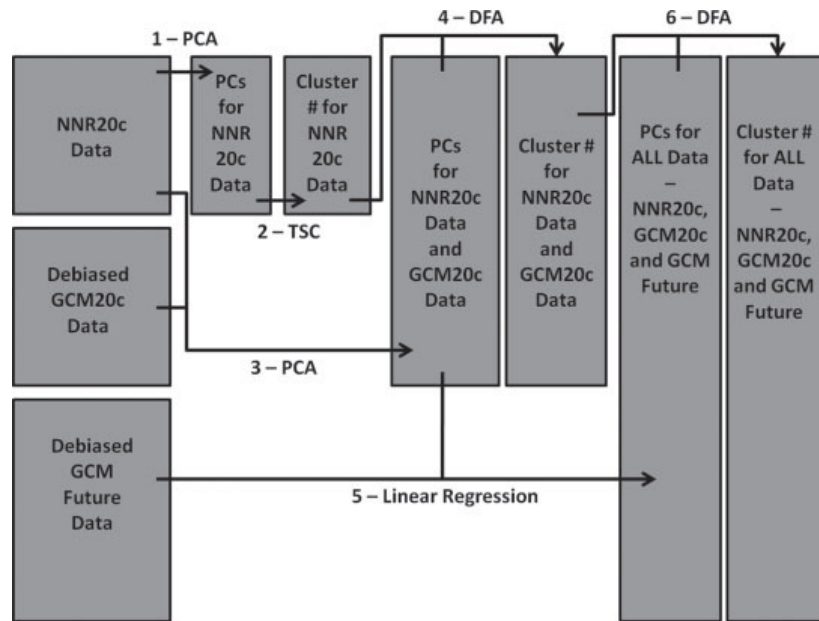 1 – PCA
4 – DFA
6 – DFA
NNR20c
Data
PCs
for
NNR
20c
Data
Cluster
# for
NNR
20c
Data
2 – TSC
PCs
for
NNR20c
Data
and
GCM20c
Data
Cluster #
for
NNR20c
Data and
GCM20c
Data
PCs for
ALL Data
–
NNR20c,
GCM20c
and GCM
Future
Cluster #
for ALL
Data
–
NNR20c,
GCM20c
and GCM
Future
Debiased
GCM20c
Data
3 – PCA
Debiased
GCM
Future
Data
5 – Linear Regression